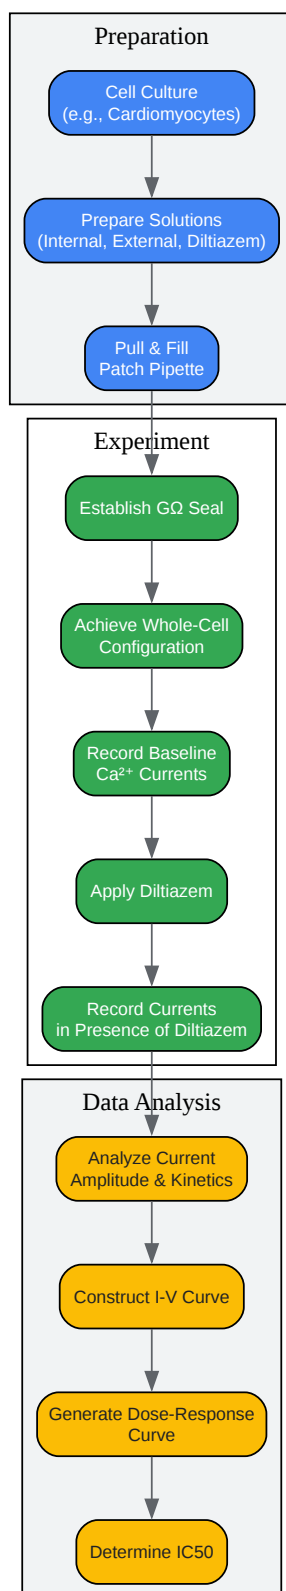 Preparation
Cell Culture
(e.g., Cardiomyocytes)
Prepare Solutions
(Internal, External, Diltiazem)
Pull & Fill
Patch Pipette
Experiment
Establish GΩ Seal
Achieve Whole-Cell
Configuration
Record Baseline
Ca²⁺ Currents
Apply Diltiazem
Record Currents
in Presence of Diltiazem
Data Analysis
Analyze Current
Amplitude & Kinetics
Construct I-V Curve
Generate Dose-Response
Curve
Determine IC50